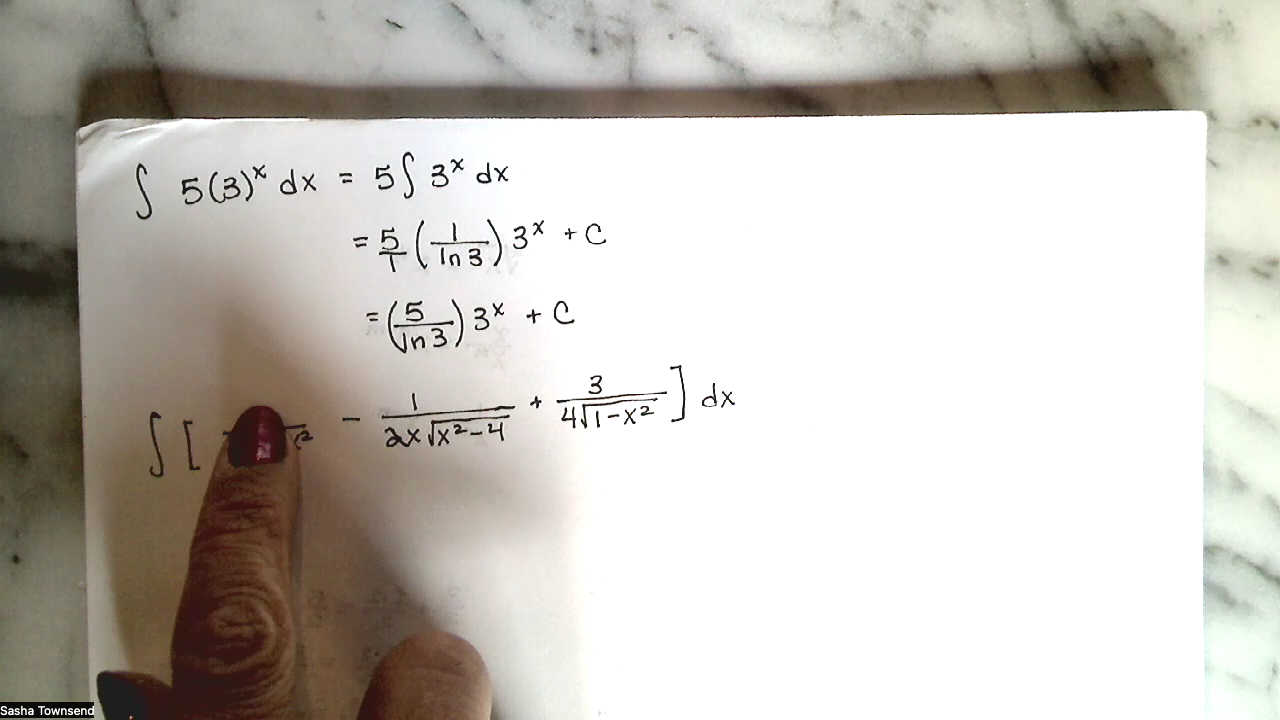 ∫ 5(3)^x dx = 5∫ 3^x dx
= 5/1 (1/ln 3) 3^x + C
= (5/ln 3) 3^x + C
∫ [ − 1/(2x√(x²−4)) + 3/(4√(1−x²)) ] dx
Sasha Townsend